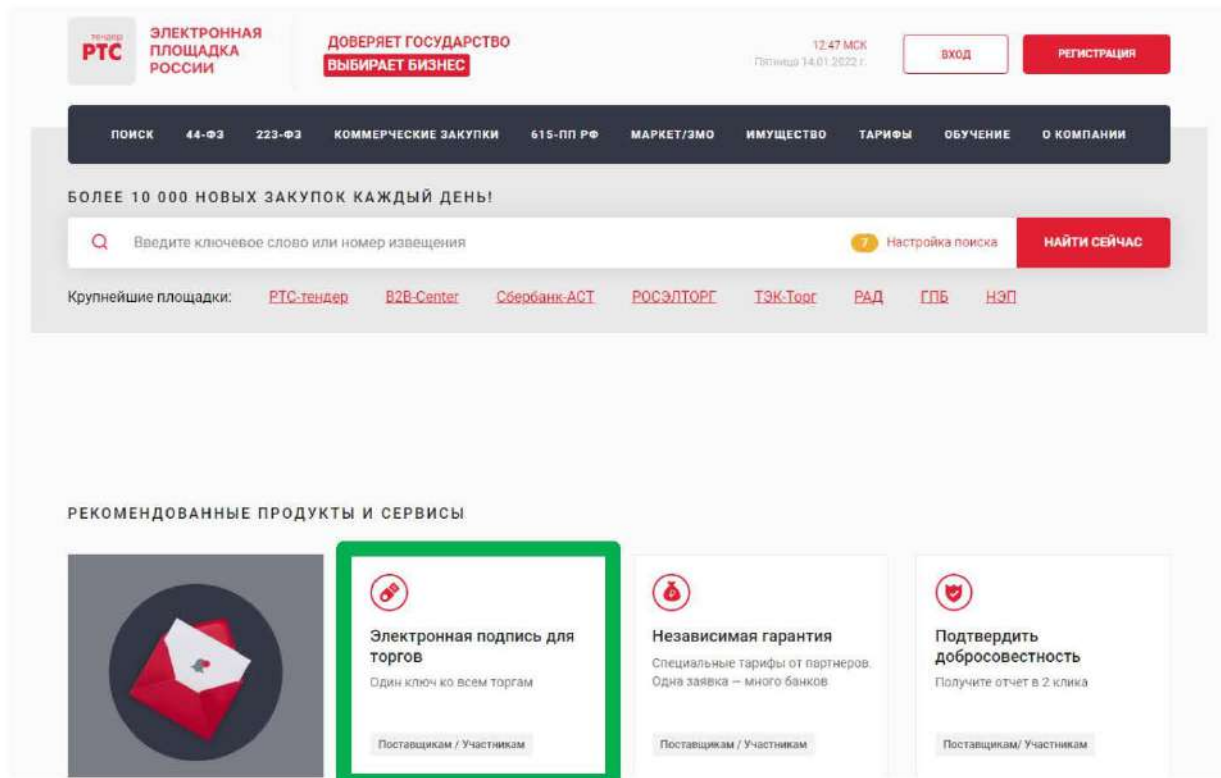 тендер
РТС
ЭЛЕКТРОННАЯ
ПЛОЩАДКА
РОССИИ
ДОВЕРЯЕТ ГОСУДАРСТВО
ВЫБИРАЕТ БИЗНЕС
12:47 МСК
Пятница 14.01.2022 г.
ВХОД
РЕГИСТРАЦИЯ
ПОИСК 44-ФЗ 223-ФЗ КОММЕРЧЕСКИЕ ЗАКУПКИ 615-ПП РФ МАРКЕТ/ЗМО ИМУЩЕСТВО ТАРИФЫ ОБУЧЕНИЕ О КОМПАНИИ
БОЛЕЕ 10 000 НОВЫХ ЗАКУПОК КАЖДЫЙ ДЕНЬ!
Введите ключевое слово или номер извещения 7 Настройка поиска НАЙТИ СЕЙЧАС
Крупнейшие площадки: РТС-тендер B2B-Center Сбербанк-АСТ РОСЭЛТОРГ ТЭК-Торг РАД ГПБ НЭП
РЕКОМЕНДОВАННЫЕ ПРОДУКТЫ И СЕРВИСЫ
Электронная подпись для
торгов
Один ключ ко всем торгам
Поставщикам / Участникам
Независимая гарантия
Специальные тарифы от партнеров.
Одна заявка — много банков
Поставщикам / Участникам
Подтвердить
добросовестность
Получите отчет в 2 клика
Поставщикам/ Участникам